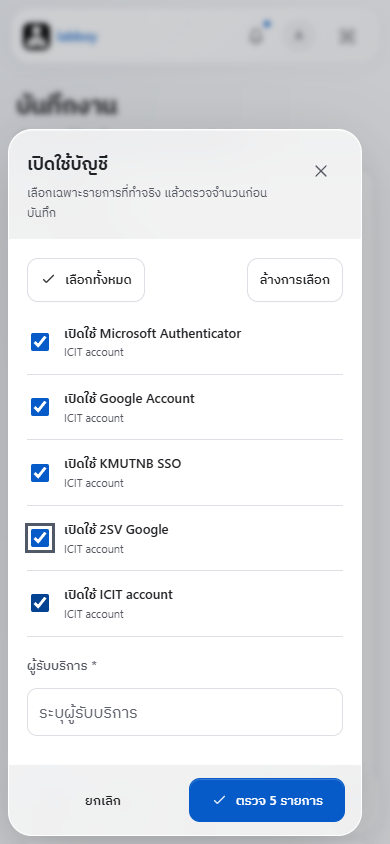 บันทึกงาน
เปิดใช้บัญชี
เลือกเฉพาะรายการที่ทำจริง แล้วตรวจจำนวนก่อน
บันทึก
เลือกทั้งหมด
ล้างการเลือก
เปิดใช้ Microsoft Authenticator
ICIT account
เปิดใช้ Google Account
ICIT account
เปิดใช้ KMUTNB SSO
ICIT account
เปิดใช้ 2SV Google
ICIT account
เปิดใช้ ICIT account
ICIT account
ผู้รับบริการ *
ระบุผู้รับบริการ
ยกเลิก
ตรวจ 5 รายการ